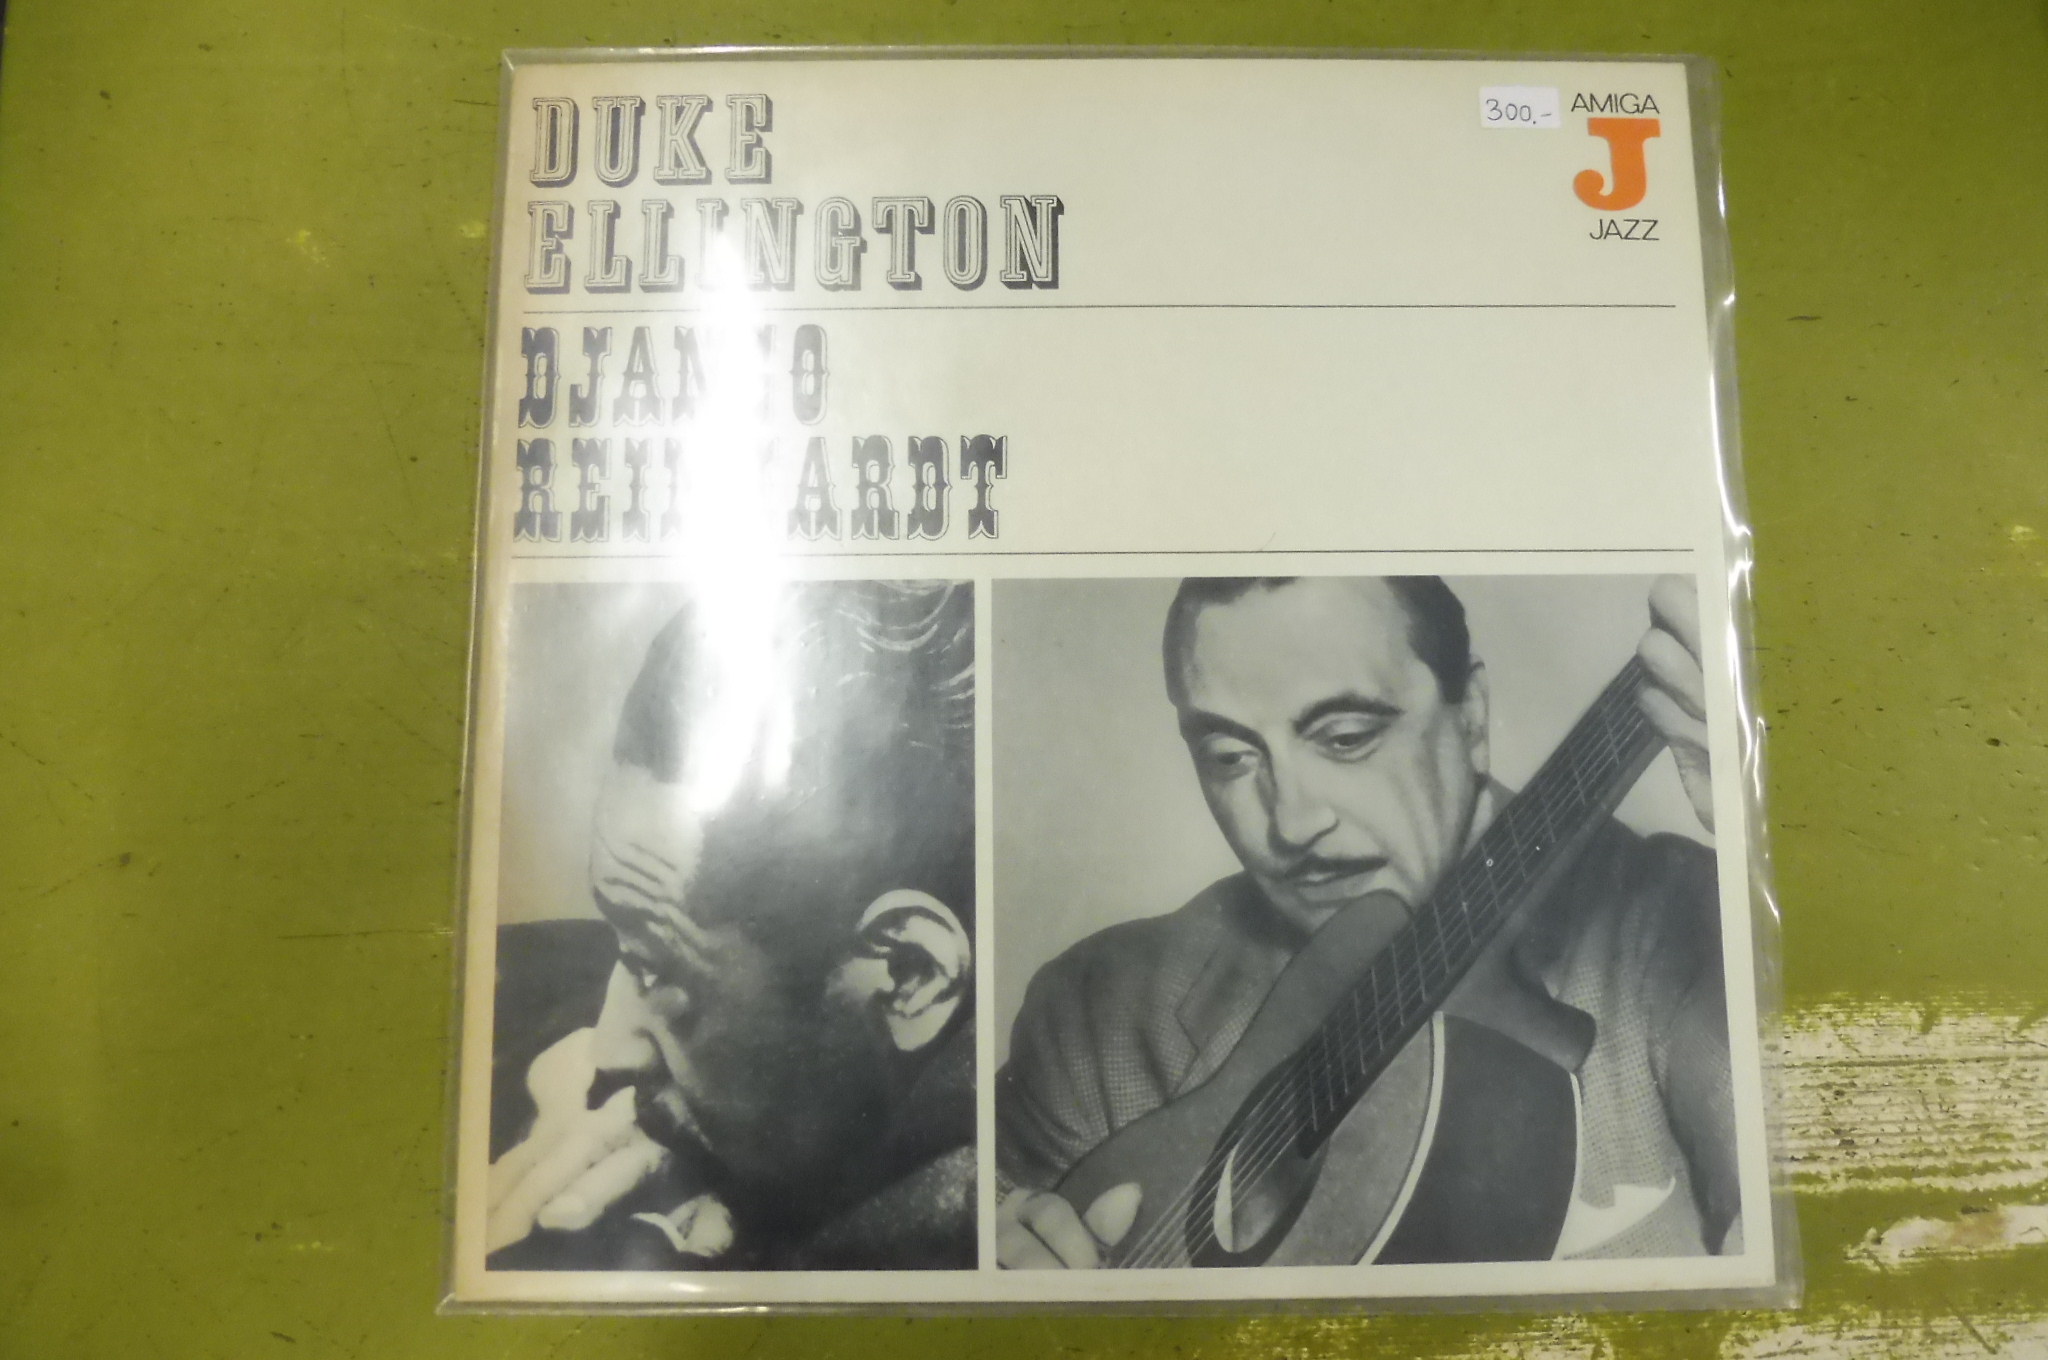 DUKE
ELLINGTON
DJANGO
REINHARDT
300.-
AMIGA
J
JAZZ